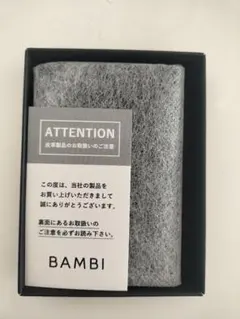 ATTENTION
皮革製品のお取扱いのご注意
この度は、当社の製品を
お買い上げいただきまして
誠にありがとうございます。
裏面にあるお取扱いの
ご注意を必ずお読み下さい。
BAMBI